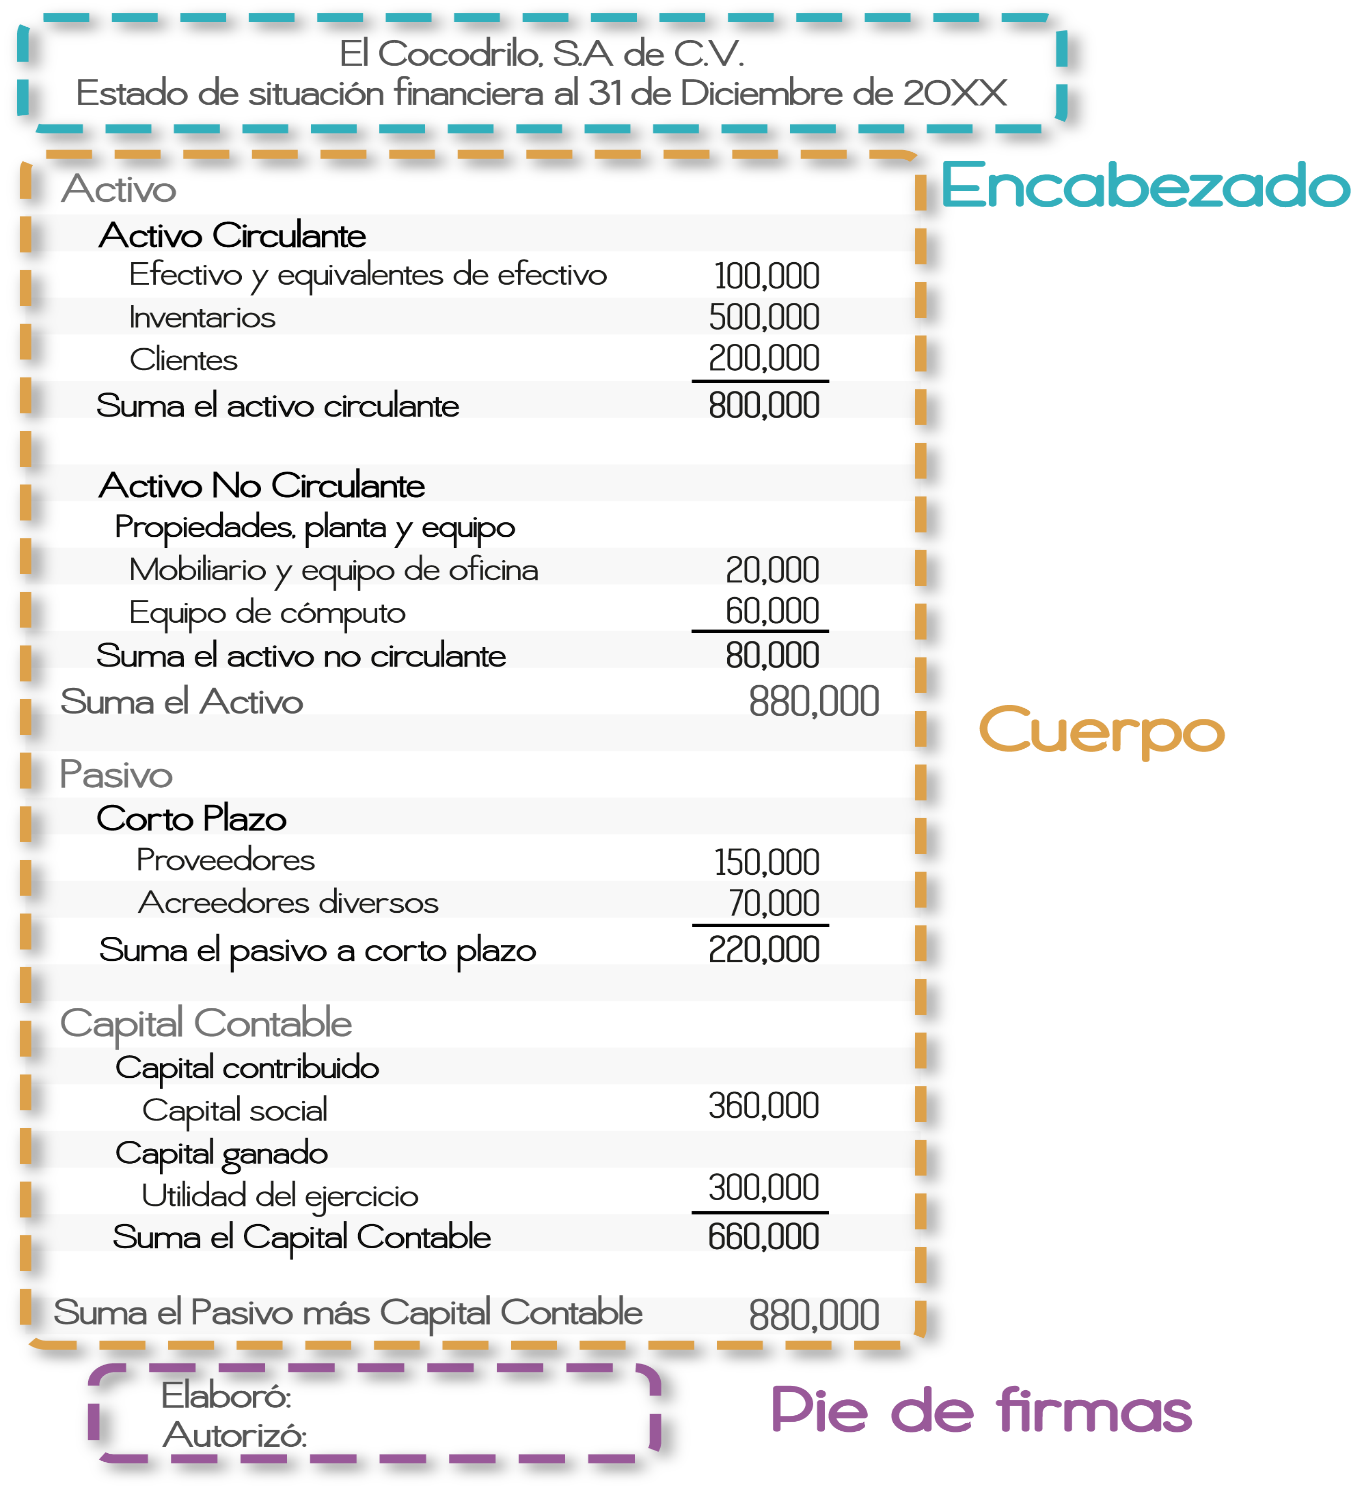 El Cocodrilo, S.A de C.V.
Estado de situación financiera al 31 de Diciembre de 20XX
Encabezado
Activo
Activo Circulante
Efectivo y equivalentes de efectivo 100,000
Inventarios 500,000
Clientes 200,000
Suma el activo circulante 800,000
Activo No Circulante
Propiedades, planta y equipo
Mobiliario y equipo de oficina 20,000
Equipo de cómputo 60,000
Suma el activo no circulante 80,000
Suma el Activo 880,000
Cuerpo
Pasivo
Corto Plazo
Proveedores 150,000
Acreedores diversos 70,000
Suma el pasivo a corto plazo 220,000
Capital Contable
Capital contribuido
Capital social 360,000
Capital ganado
Utilidad del ejercicio 300,000
Suma el Capital Contable 660,000
Suma el Pasivo más Capital Contable 880,000
Elaboró:
Autorizó:
Pie de firmas